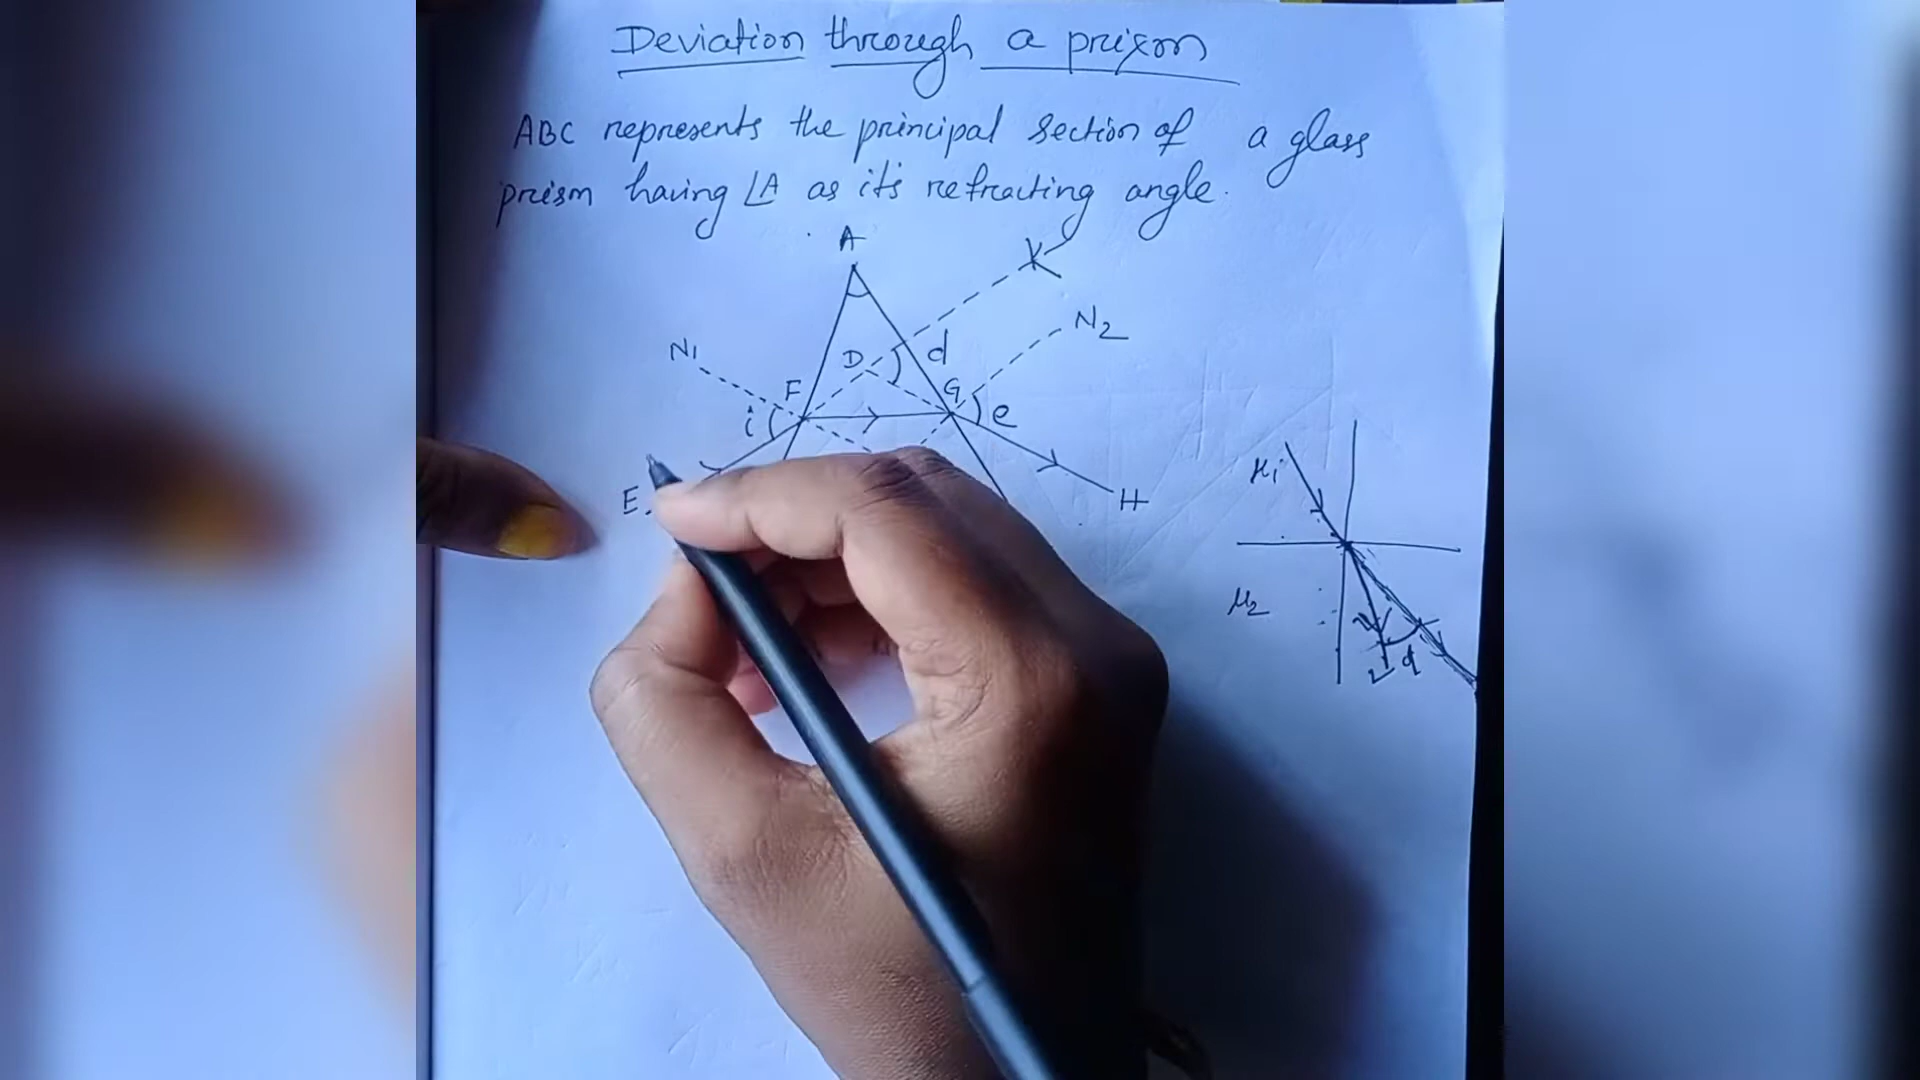 Deviation through a prism
ABC represents the principal section of a glass
prism having ∠A as its refracting angle.
A
K
N2
N1
D
d
F
G
i
e
E
H
μ1
μ2
d